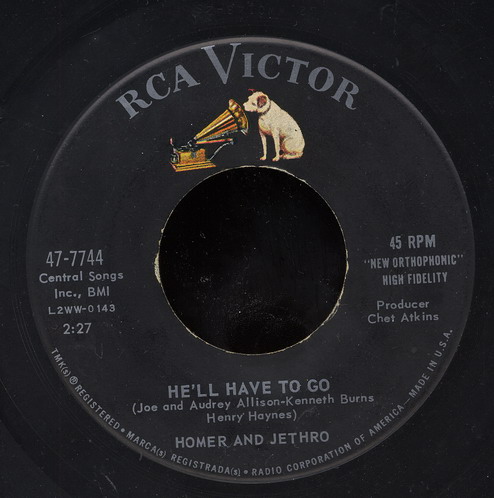 RCA VICTOR
47-7744
Central Songs
Inc., BMI
L2WW-0143
2:27
45 RPM
"NEW ORTHOPHONIC"
HIGH FIDELITY
Producer
Chet Atkins
HE'LL HAVE TO GO
(Joe and Audrey Allison-Kenneth Burns
Henry Haynes)
HOMER AND JETHRO
TMK(s)®REGISTERED • MARCA(s) REGISTRADA(s) • RADIO CORPORATION OF AMERICA—MADE IN U.S.A.